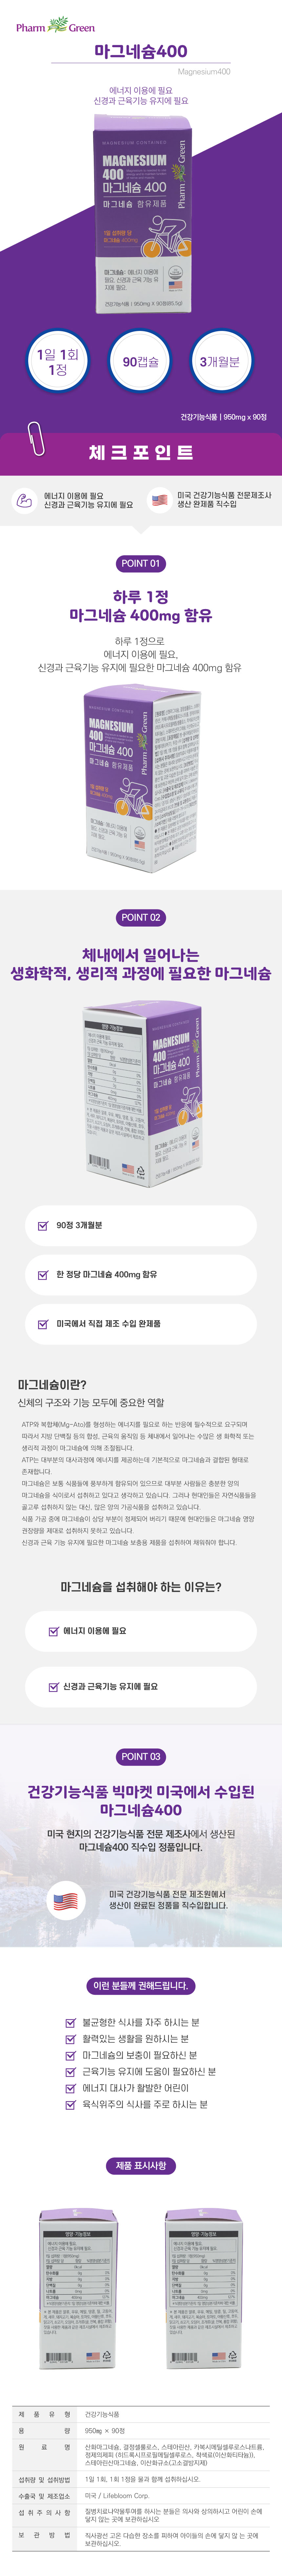 Pharm Green
마그네슘400
Magnesium400
에너지 이용에 필요
신경과 근육기능 유지에 필요
MAGNESIUM CONTAINED
MAGNESIUM
400
마그네슘 400
마그네슘 함유제품
Pharm Green
1일 섭취량 당
마그네슘 400mg
마그네슘: 에너지 이용에
필요, 신경과 근육 기능 유
지에 필요.
건강기능식품 | 950mg X 90정(85.5g)
1일 1회
1정
90캡슐
3개월분
건강기능식품 | 950mg x 90정
체크포인트
에너지 이용에 필요
신경과 근육기능 유지에 필요
미국 건강기능식품 전문제조사
생산 완제품 직수입
POINT 01
하루 1정
마그네슘 400mg 함유
하루 1정으로
에너지 이용에 필요,
신경과 근육기능 유지에 필요한 마그네슘 400mg 함유
MAGNESIUM CONTAINED
MAGNESIUM
400
마그네슘 400
마그네슘 함유제품
Pharm Green
POINT 02
체내에서 일어나는
생화학적, 생리적 과정에 필요한 마그네슘
영양·기능정보
MAGNESIUM
400
마그네슘 400
마그네슘 함유제품
Pharm Green
90정 3개월분
한 정당 마그네슘 400mg 함유
미국에서 직접 제조 수입 완제품
마그네슘이란?
신체의 구조와 기능 모두에 중요한 역할
ATP와 복합체(Mg-Ato)를 형성하는 에너지를 필요로 하는 반응에 필수적으로 요구되며
따라서 지방 단백질 등의 합성, 근육의 움직임 등 체내에서 일어나는 수많은 생 화학적 또는
생리적 과정이 마그네슘에 의해 조절됩니다.
ATP는 대부분의 대사과정에 에너지를 제공하는데 기본적으로 마그네슘과 결합된 형태로
존재합니다.
마그네슘은 보통 식품들에 풍부하게 함유되어 있으므로 대부분 사람들은 충분한 양의
마그네슘을 식이로서 섭취하고 있다고 생각하고 있습니다. 그러나 현대인들은 자연식품들을
골고루 섭취하지 않는 대신, 많은 양의 가공식품을 섭취하고 있습니다.
식품 가공 중에 마그네슘이 상당 부분이 정제되어 버리기 때문에 현대인들은 마그네슘 영양
권장량을 제대로 섭취하지 못하고 있습니다.
신경과 근육 기능 유지에 필요한 마그네슘 보충용 제품을 섭취하며 채워줘야 합니다.
마그네슘을 섭취해야 하는 이유는?
에너지 이용에 필요
신경과 근육기능 유지에 필요
POINT 03
건강기능식품 빅마켓 미국에서 수입된
마그네슘400
미국 현지의 건강기능식품 전문 제조사에서 생산된
마그네슘400 직수입 정품입니다.
미국 건강기능식품 전문 제조원에서
생산이 완료된 정품을 직수입합니다.
이런 분들께 권해드립니다.
불균형한 식사를 자주 하시는 분
활력있는 생활을 원하시는 분
마그네슘의 보충이 필요하신 분
근육기능 유지에 도움이 필요하신 분
에너지 대사가 활발한 어린이
육식위주의 식사를 주로 하시는 분
제품 표시사항
영양·기능정보
영양·기능정보
제품유형 건강기능식품
용량 950mg × 90정
원료명 산화마그네슘, 결정셀룰로스, 스테아린산, 카복시메틸셀루로스나트륨,
정제의제피 (히드록시프로필메틸셀루로스, 착색료(이산화티타늄)),
스테아린산마그네슘, 이산화규소(고소결방지제)
섭취량 및 섭취방법 1일 1회, 1회 1정을 물과 함께 섭취하십시오.
수출국 및 제조업소 미국 / Lifebloom Corp.
섭취주의사항 질병치료나약물투여를 하시는 분들은 의사와 상의하시고 어린이 손에
닿지 않는 곳에 보관하십시오
보관방법 직사광선 고온 다습한 장소를 피하여 아이들의 손에 닿지 않 는 곳에
보관하십시오.